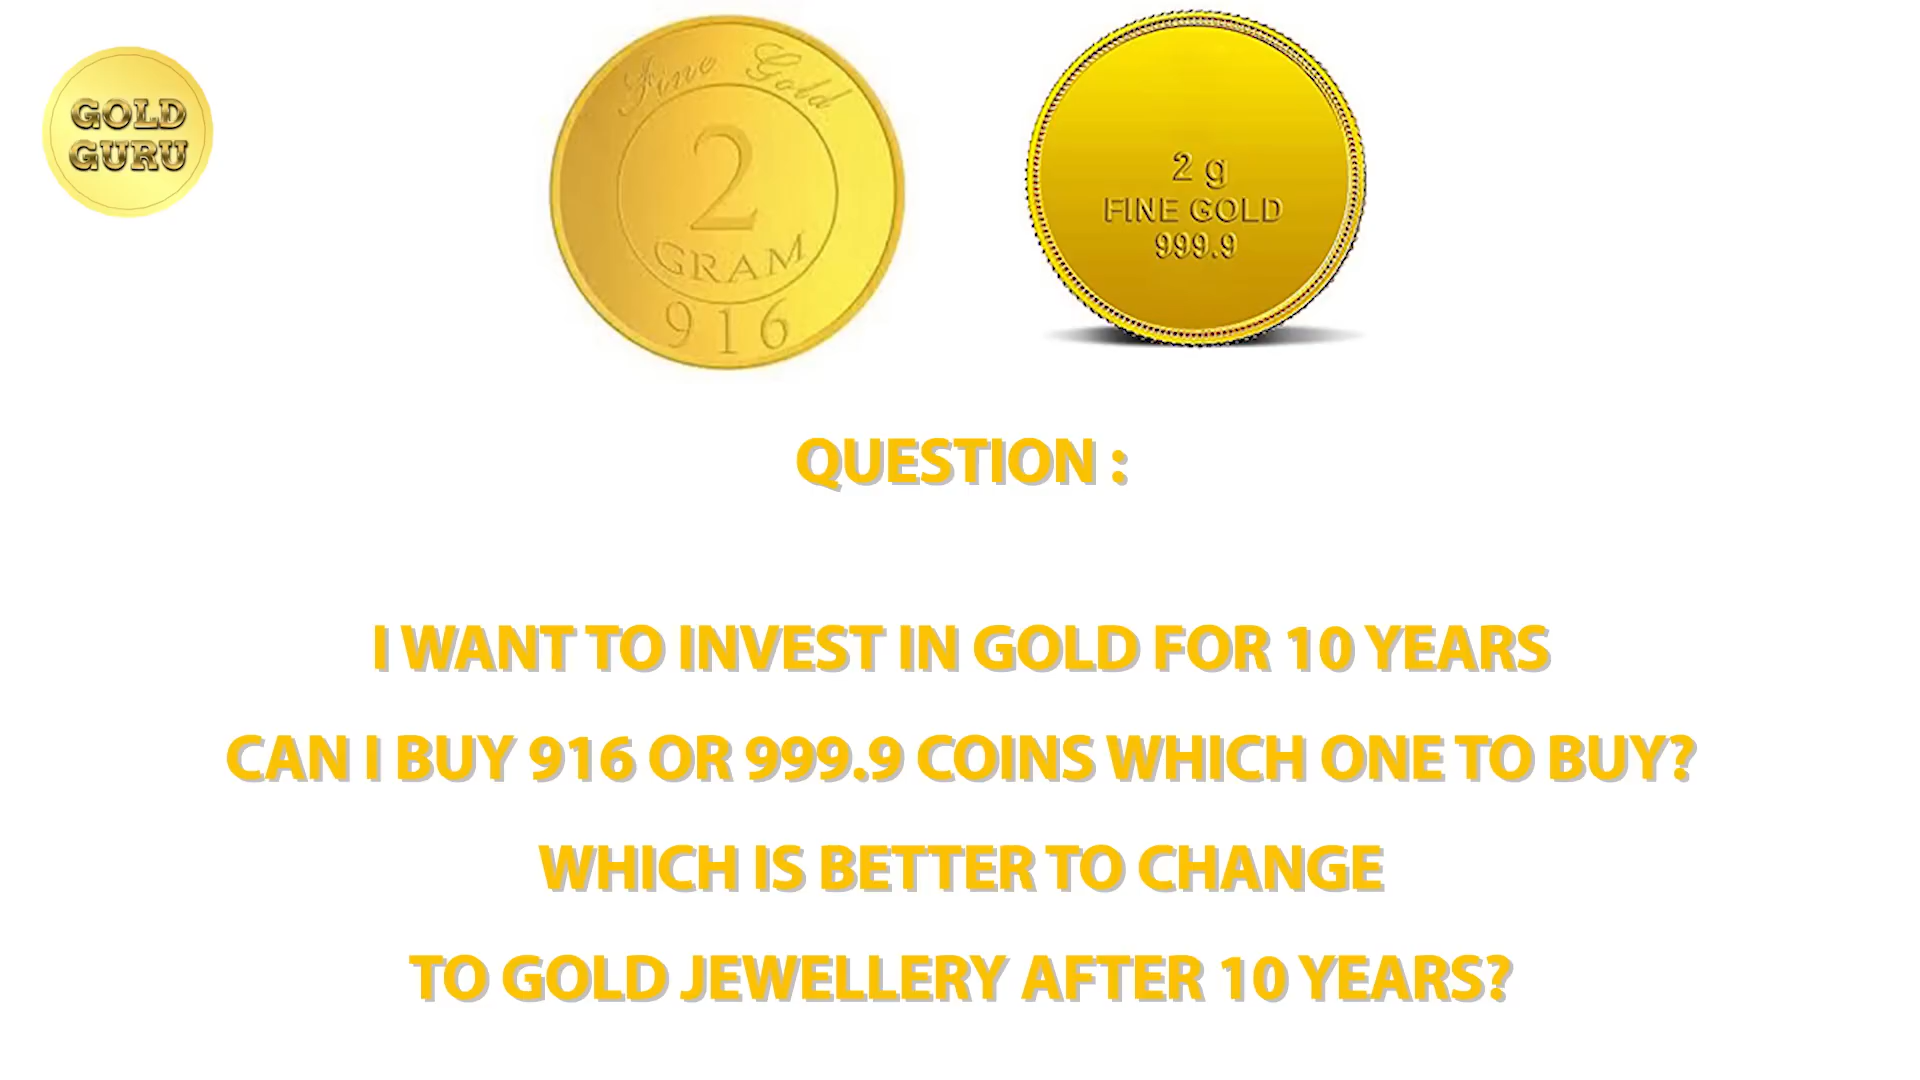 GOLD
GURU
Fine Gold
2
GRAM
916
2 g
FINE GOLD
999.9
QUESTION :
I WANT TO INVEST IN GOLD FOR 10 YEARS
CAN I BUY 916 OR 999.9 COINS WHICH ONE TO BUY?
WHICH IS BETTER TO CHANGE
TO GOLD JEWELLERY AFTER 10 YEARS?